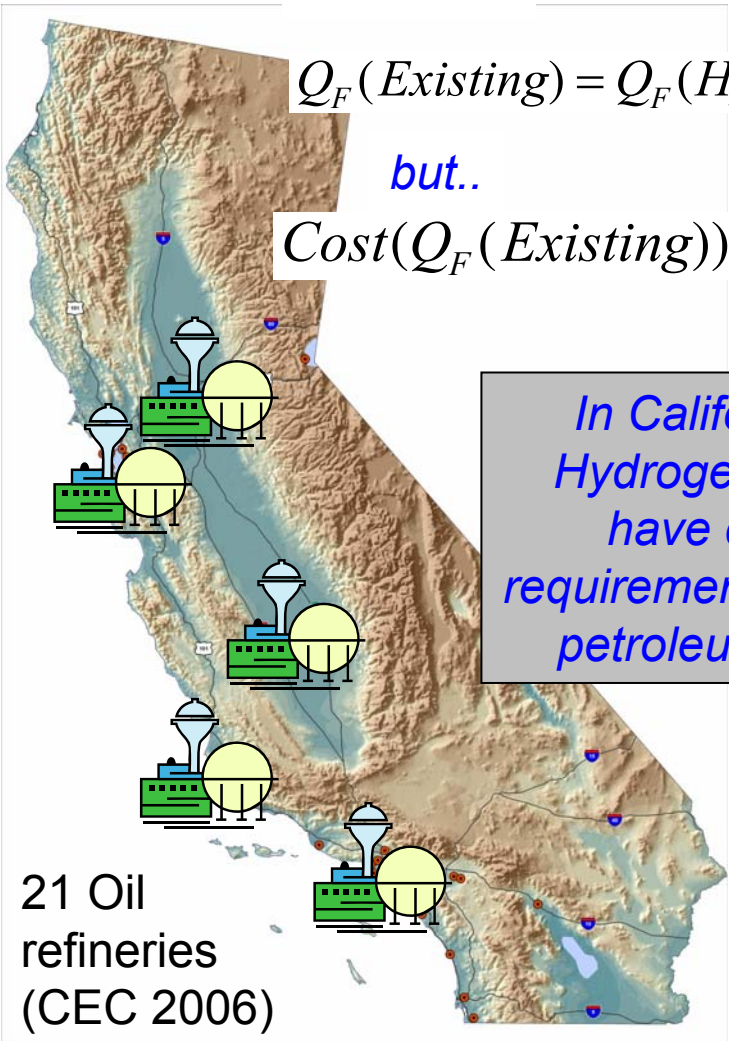 Q_F(Existing) = Q_F(H
but..
Cost(Q_F(Existing))
In Calif
Hydroge
have
requiremen
petroleu
21 Oil
refineries
(CEC 2006)